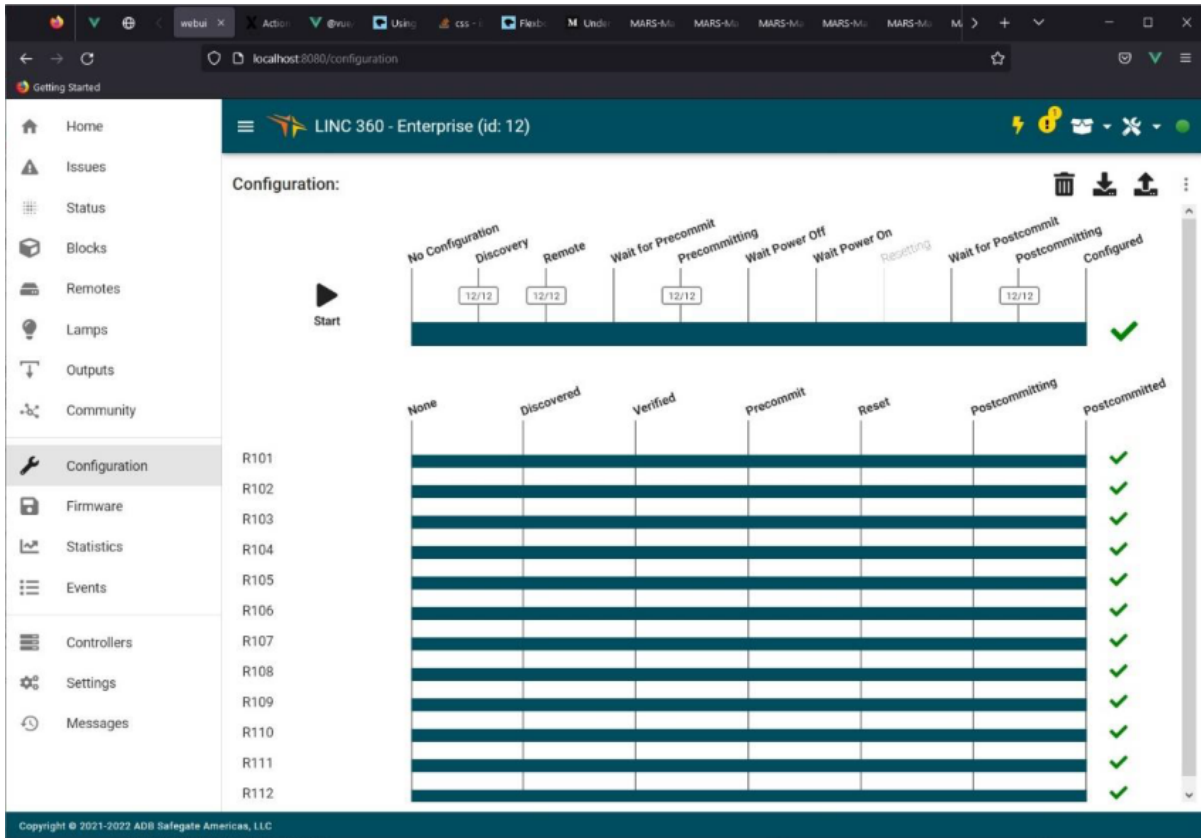 webui
Action
@vue
Using
css - i
Flexb
M Under
MARS-Ma
MARS-Ma
MARS-Ma
MARS-Ma
MARS-Ma
M
localhost:8080/configuration
Getting Started
LINC 360 - Enterprise (id: 12)
1
Home
Issues
Status
Blocks
Remotes
Lamps
Outputs
Community
Configuration
Firmware
Statistics
Events
Controllers
Settings
Messages
Configuration:
Start
No Configuration
Discovery
Remote
Wait for Precommit
Precommitting
Wait Power Off
Wait Power On
Resetting
Wait for Postcommit
Postcommitting
Configured
12/12
12/12
12/12
12/12
None
Discovered
Verified
Precommit
Reset
Postcommitting
Postcommitted
R101
R102
R103
R104
R105
R106
R107
R108
R109
R110
R111
R112
Copyright © 2021-2022 ADB Safegate Americas, LLC